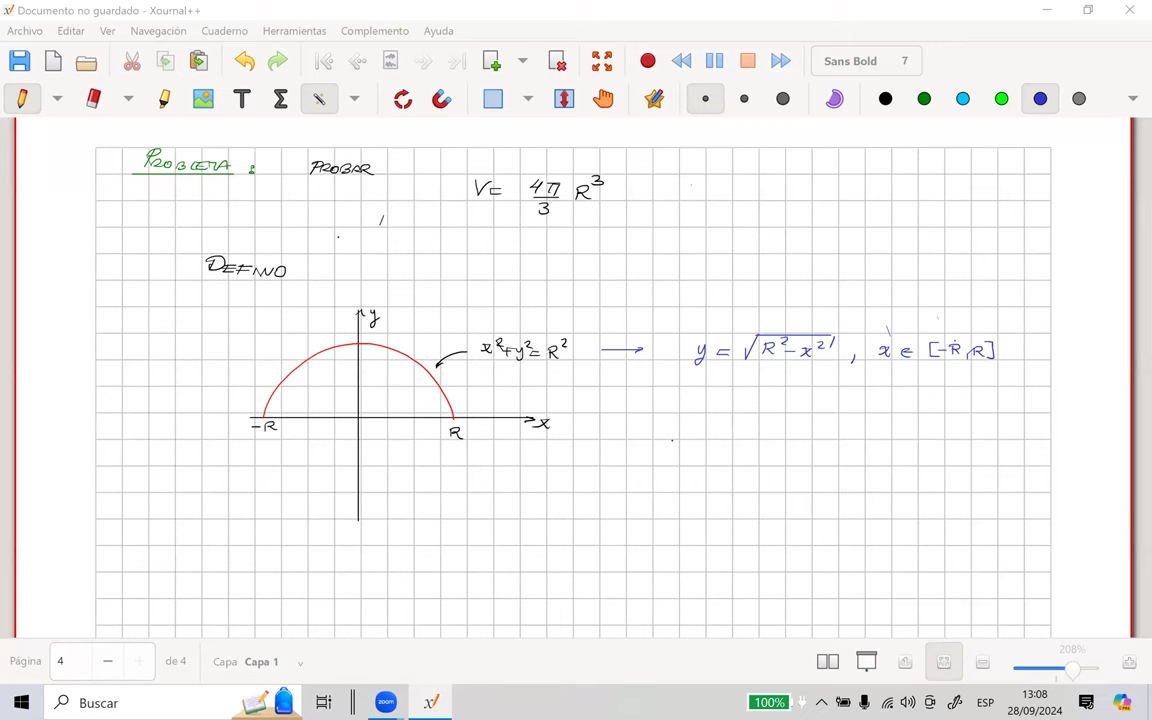 Documento no guardado - Xournal++
Archivo Editar Ver Navegación Cuaderno Herramientas Complemento Ayuda
Sans Bold 7
PROBLEMA : PROBAR
V = 4π/3 R³
DEFINO
y
x²+y²=R² → y = √R²-x² , x ∈ [-R, R]
-R R x
Página 4 de 4 Capa Capa 1 208%
Buscar zoom 100% ESP 13:08
28/09/2024